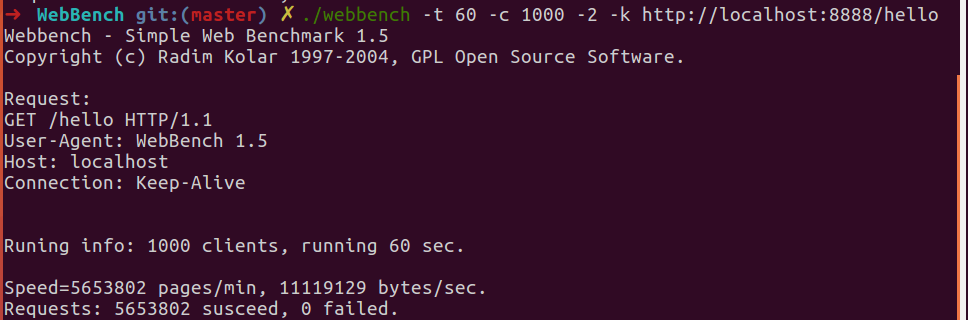 ➜ WebBench git:(master) ✗ ./webbench -t 60 -c 1000 -2 -k http://localhost:8888/hello
Webbench - Simple Web Benchmark 1.5
Copyright (c) Radim Kolar 1997-2004, GPL Open Source Software.
Request:
GET /hello HTTP/1.1
User-Agent: WebBench 1.5
Host: localhost
Connection: Keep-Alive
Runing info: 1000 clients, running 60 sec.
Speed=5653802 pages/min, 11119129 bytes/sec.
Requests: 5653802 susceed, 0 failed.